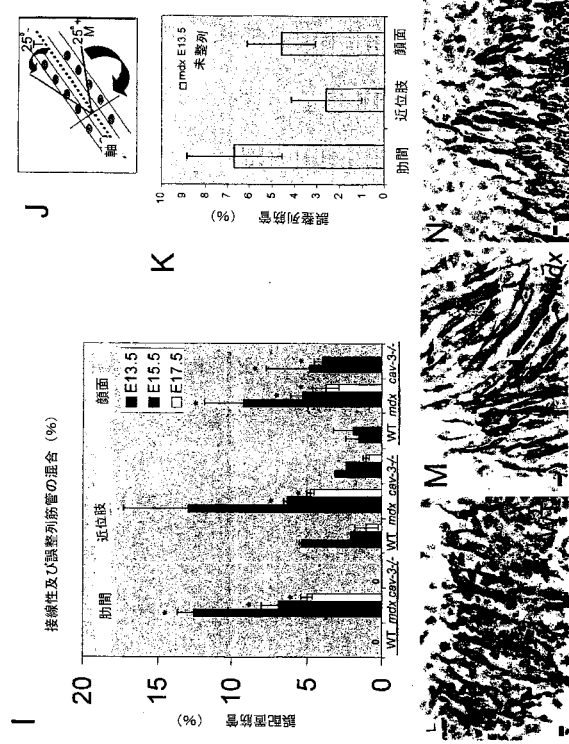 I
接線性及び誤整列筋管の混合 (%)
肋間
近位肢
顔面
E13.5
E15.5
E17.5
20
15
10
5
0
誤配置筋管
(%)
0
0
WT mdx cav-3-/-
WT mdx cav-3-/-
WT mdx cav-3-/-
J
25°-
T
25°+
M
軸
K
mdx E13.5
未整列
10
9
8
7
6
5
4
3
2
1
0
誤整列筋管
(%)
肋間
近位肢
顔面
L
M
mdx
N